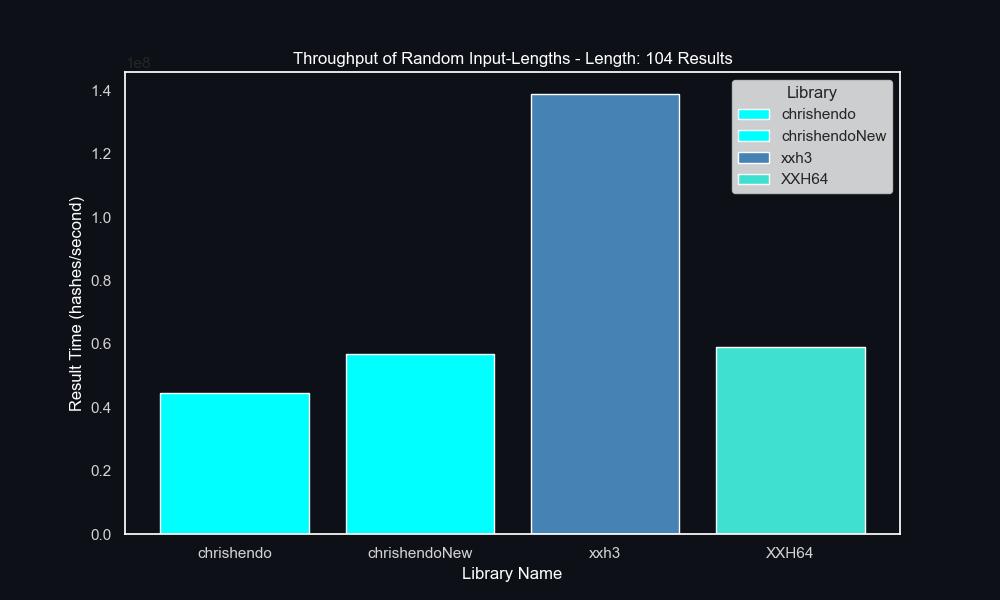 Throughput of Random Input-Lengths - Length: 104 Results
1e8
1.4
1.2
1.0
0.8
0.6
0.4
0.2
0.0
Result Time (hashes/second)
Library
chrishendo
chrishendoNew
xxh3
XXH64
chrishendo
chrishendoNew
xxh3
XXH64
Library Name